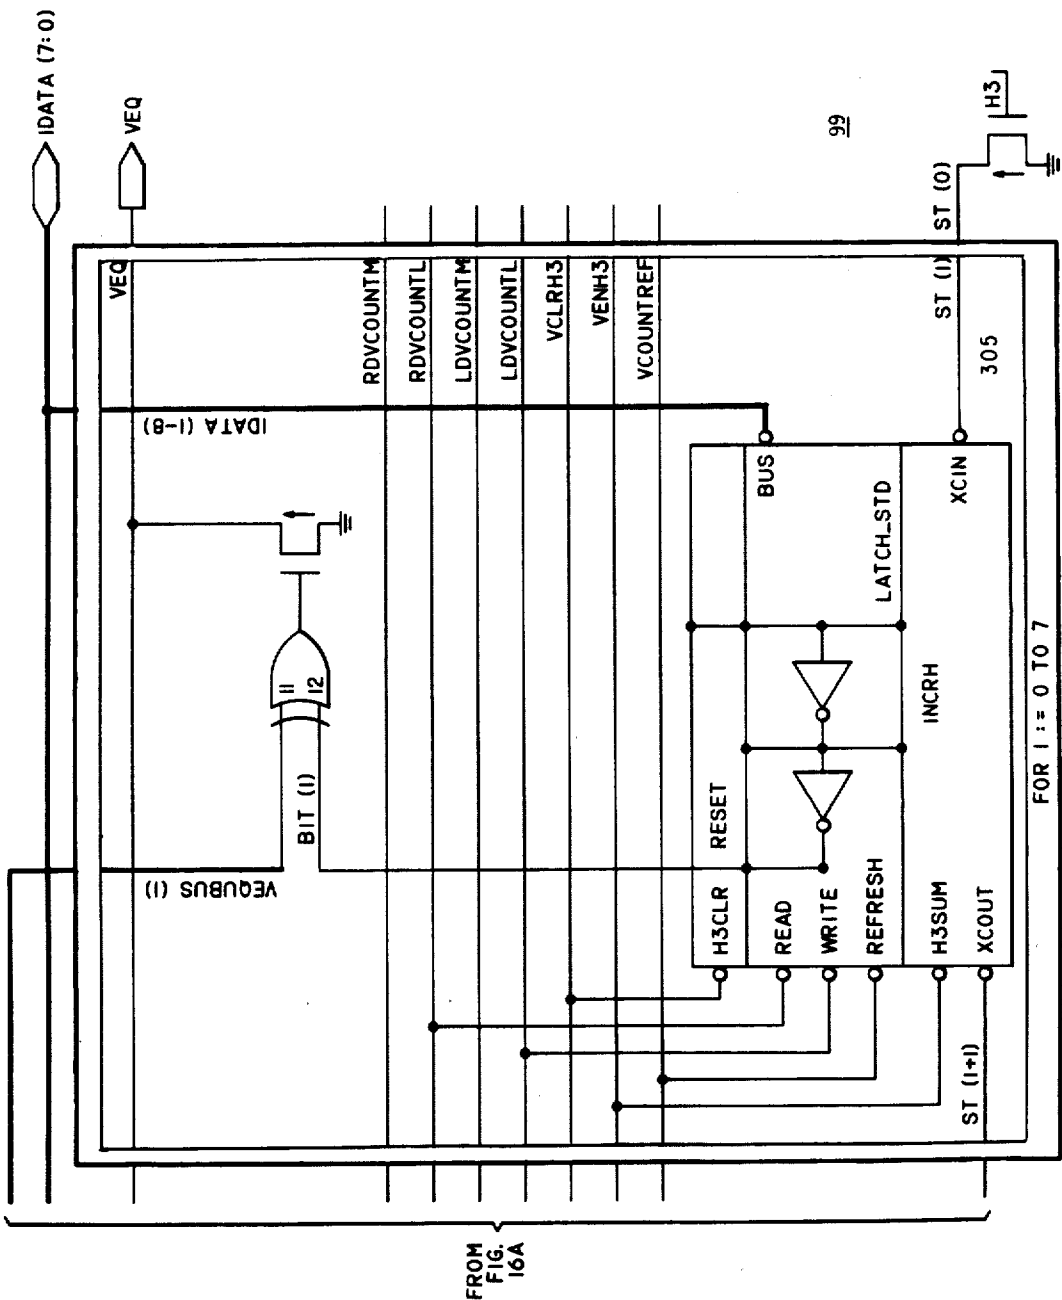 IDATA (7:0)
VEQ
VEQ
RDVCOUNTM
RDVCOUNTL
LDVCOUNTM
LDVCOUNTL
VCLRH3
VENH3
VCOUNTREF
IDATA (I-8)
VEQUBUS (I)
BIT (I)
I1
I2
99
ST (0)
H3
ST (I)
305
BUS
LATCH_STD
XCIN
INCRH
RESET
H3CLR
READ
WRITE
REFRESH
H3SUM
XCOUT
ST (I+1)
FOR I := 0 TO 7
FROM
FIG.
16A